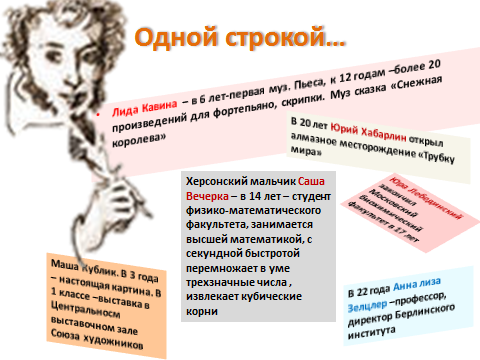 Одной строкой...
• Лида Кавина – в 6 лет-первая муз. Пьеса, к 12 годам –более 20
произведений для фортепьяно, скрипки. Муз сказка «Снежная
королева»
В 20 лет Юрий Хабарлин открыл
алмазное месторождение «Трубку
мира»
Юра Лебединский
закончил
Московский
биохимический
факультет в 17 лет
Херсонский мальчик Саша
Вечерка – в 14 лет – студент
физико-математического
факультета, занимается
высшей математикой, с
секундной быстротой
перемножает в уме
трехзначные числа ,
извлекает кубические
корни
Маша Кублик. В 3 года
– настоящая картина. В
1 классе –выставка в
Центральносм
выставочном зале
Союза художников
В 22 года Анна лиза
Зелцлер –профессор,
директор Берлинского
института